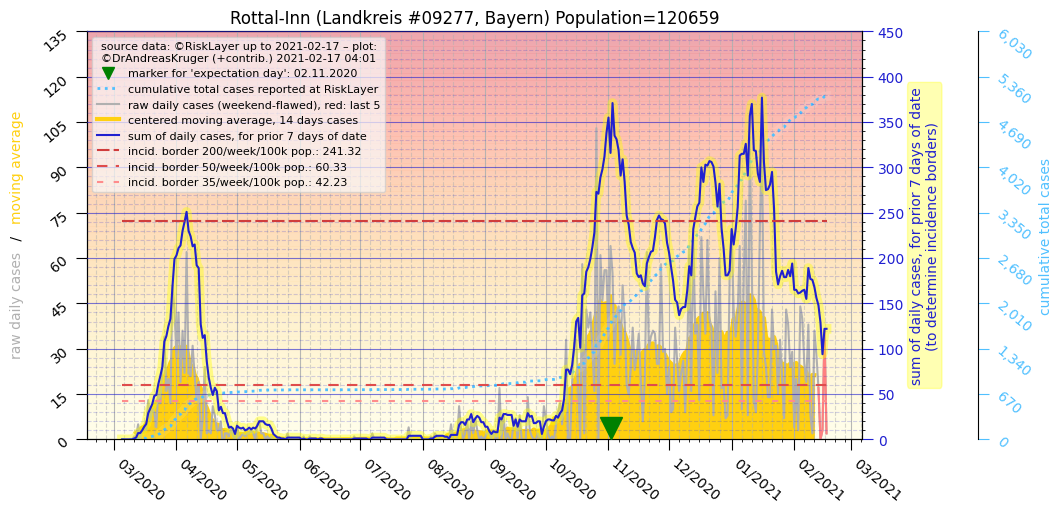 Rottal-Inn (Landkreis #09277, Bayern) Population=120659
source data: ©RiskLayer up to 2021-02-17 – plot:
©DrAndreasKruger (+contrib.) 2021-02-17 04:01
marker for 'expectation day': 02.11.2020
cumulative total cases reported at RiskLayer
raw daily cases (weekend-flawed), red: last 5
centered moving average, 14 days cases
sum of daily cases, for prior 7 days of date
incid. border 200/week/100k pop.: 241.32
incid. border 50/week/100k pop.: 60.33
incid. border 35/week/100k pop.: 42.23
raw daily cases / moving average
135
120
105
90
75
60
45
30
15
0
450
400
350
300
250
200
150
100
50
0
sum of daily cases, for prior 7 days of date
(to determine incidence borders)
6,030
5,360
4,690
4,020
3,350
2,680
2,010
1,340
670
0
cumulative total cases
03/2020
04/2020
05/2020
06/2020
07/2020
08/2020
09/2020
10/2020
11/2020
12/2020
01/2021
02/2021
03/2021